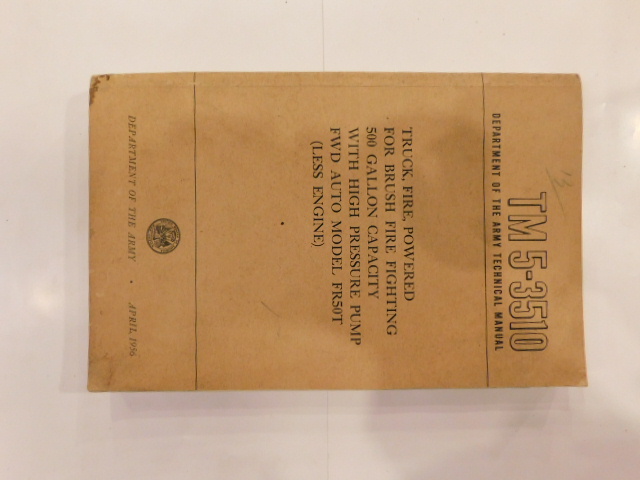 TM 5-3510
DEPARTMENT OF THE ARMY TECHNICAL MANUAL
TRUCK, FIRE, POWERED
FOR BRUSH FIRE FIGHTING
500 GALLON CAPACITY
WITH HIGH PRESSURE PUMP
FWD AUTO MODEL FR50T
(LESS ENGINE)
DEPARTMENT OF THE ARMY • APRIL 1956